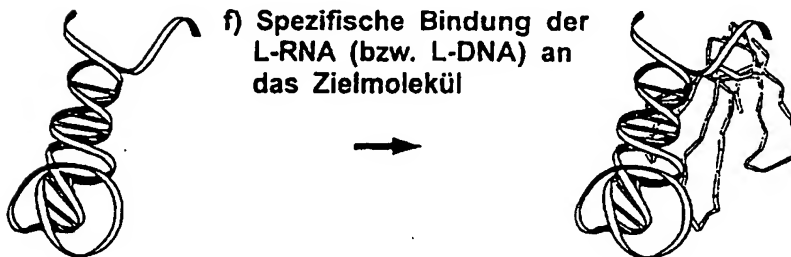 f) Spezifische Bindung der
L-RNA (bzw. L-DNA) an
das Zielmolekül